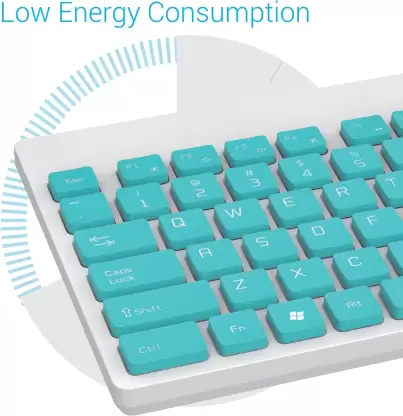 Low Energy Consumption
Esc F1 F2 F3 F4
1 2 3 4 5
Q W E R T
Caps Lock A S D F
Shift Z X C
Ctrl Fn Alt